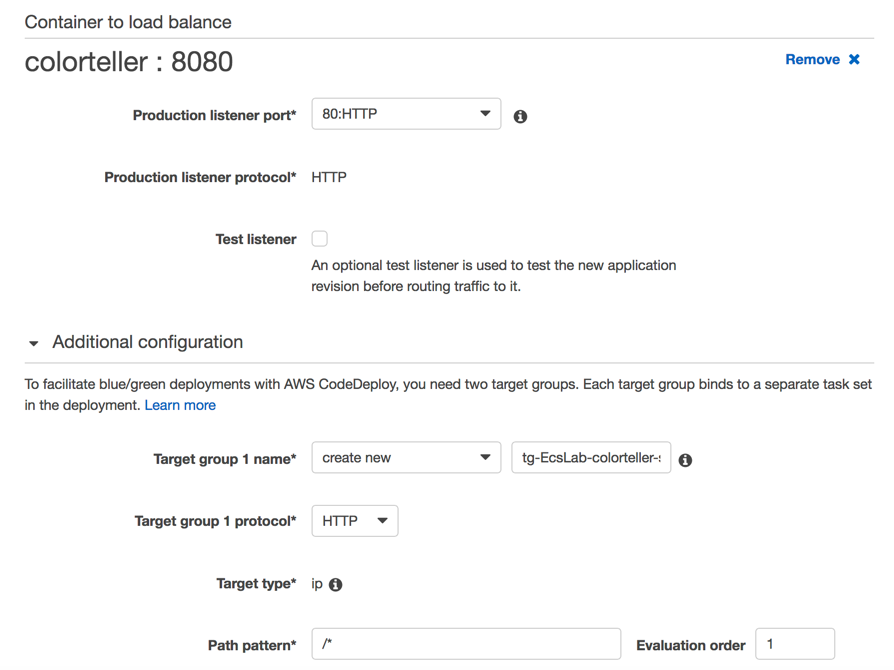 Container to load balance
colorteller : 8080
Remove ✖
Production listener port* 80:HTTP
Production listener protocol* HTTP
Test listener
An optional test listener is used to test the new application
revision before routing traffic to it.
Additional configuration
To facilitate blue/green deployments with AWS CodeDeploy, you need two target groups. Each target group binds to a separate task set
in the deployment. Learn more
Target group 1 name* create new tg-EcsLab-colorteller-
Target group 1 protocol* HTTP
Target type* ip
Path pattern* /* Evaluation order 1